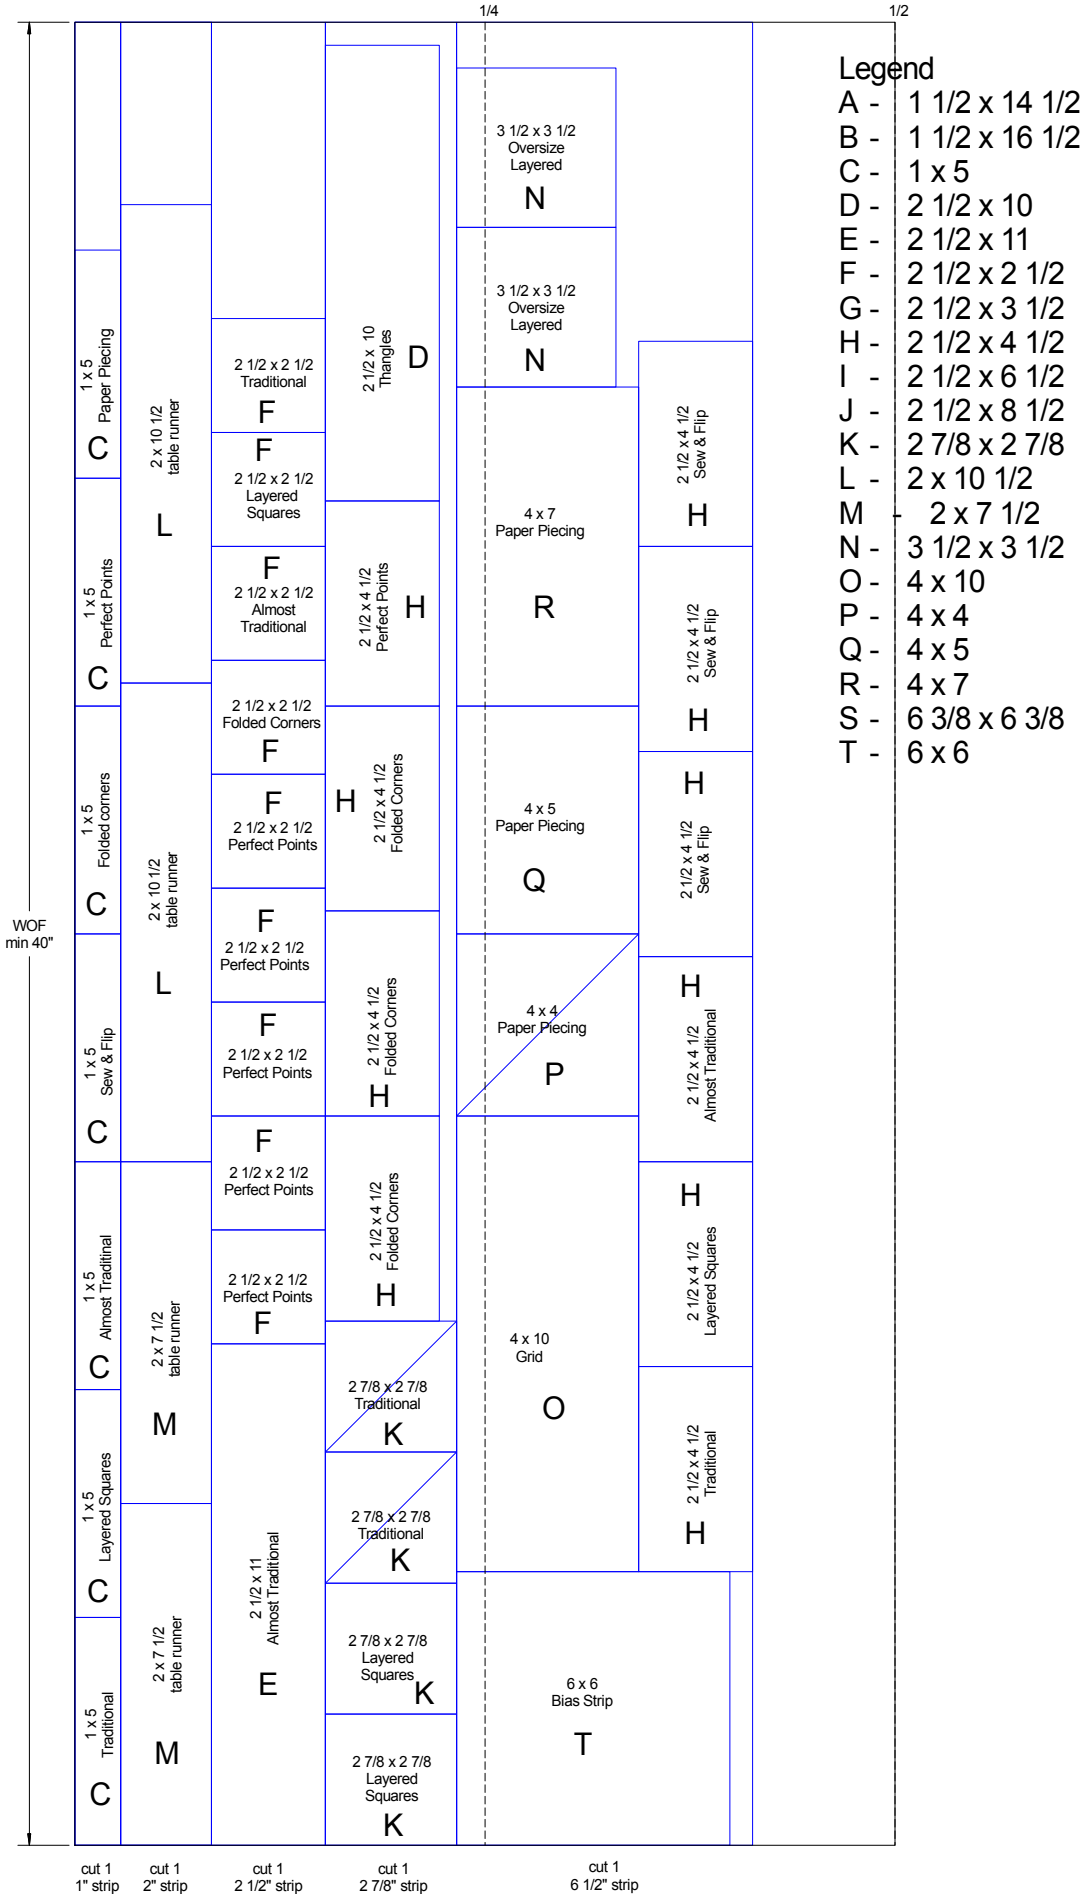 1/4
1/2
Legend
A - 1 1/2 x 14 1/2
B - 1 1/2 x 16 1/2
C - 1 x 5
D - 2 1/2 x 10
E - 2 1/2 x 11
F - 2 1/2 x 2 1/2
G - 2 1/2 x 3 1/2
H - 2 1/2 x 4 1/2
I - 2 1/2 x 6 1/2
J - 2 1/2 x 8 1/2
K - 2 7/8 x 2 7/8
L - 2 x 10 1/2
M - 2 x 7 1/2
N - 3 1/2 x 3 1/2
O - 4 x 10
P - 4 x 4
Q - 4 x 5
R - 4 x 7
S - 6 3/8 x 6 3/8
T - 6 x 6
WOF
min 40"
1 x 5
Paper Piecing
C
1 x 5
Perfect Points
C
1 x 5
Folded corners
C
1 x 5
Sew & Flip
C
1 x 5
Almost Traditinal
C
1 x 5
Layered Squares
C
1 x 5
Traditional
C
2 x 10 1/2
table runner
L
2 x 10 1/2
table runner
L
2 x 7 1/2
table runner
M
2 x 7 1/2
table runner
M
2 1/2 x 2 1/2
Traditional
F
F
2 1/2 x 2 1/2
Layered
Squares
F
2 1/2 x 2 1/2
Almost
Traditional
2 1/2 x 2 1/2
Folded Corners
F
F
2 1/2 x 2 1/2
Perfect Points
F
2 1/2 x 2 1/2
Perfect Points
F
2 1/2 x 2 1/2
Perfect Points
F
2 1/2 x 2 1/2
Perfect Points
2 1/2 x 2 1/2
Perfect Points
F
2 1/2 x 11
Almost Traditional
E
2 1/2 x 10
Thangles
D
2 1/2 x 4 1/2
Perfect Points
H
H
2 1/2 x 4 1/2
Folded Corners
2 1/2 x 4 1/2
Folded Corners
H
2 1/2 x 4 1/2
Folded Corners
H
2 7/8 x 2 7/8
Traditional
K
2 7/8 x 2 7/8
Traditional
K
2 7/8 x 2 7/8
Layered
Squares
K
2 7/8 x 2 7/8
Layered
Squares
K
3 1/2 x 3 1/2
Oversize
Layered
N
3 1/2 x 3 1/2
Oversize
Layered
N
4 x 7
Paper Piecing
R
4 x 5
Paper Piecing
Q
4 x 4
Paper Piecing
P
4 x 10
Grid
O
6 x 6
Bias Strip
T
2 1/2 x 4 1/2
Sew & Flip
H
2 1/2 x 4 1/2
Sew & Flip
H
H
2 1/2 x 4 1/2
Sew & Flip
H
2 1/2 x 4 1/2
Almost Traditional
H
2 1/2 x 4 1/2
Layered Squares
2 1/2 x 4 1/2
Traditional
H
cut 1
1" strip
cut 1
2" strip
cut 1
2 1/2" strip
cut 1
2 7/8" strip
cut 1
6 1/2" strip